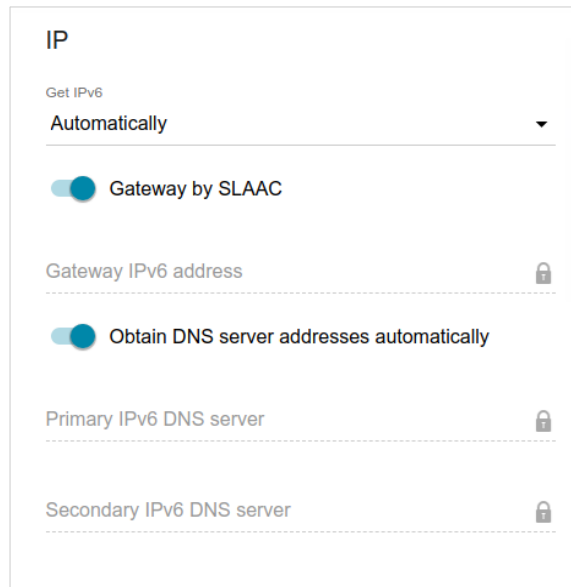 IP
Get IPv6
Automatically
Gateway by SLAAC
Gateway IPv6 address
Obtain DNS server addresses automatically
Primary IPv6 DNS server
Secondary IPv6 DNS server